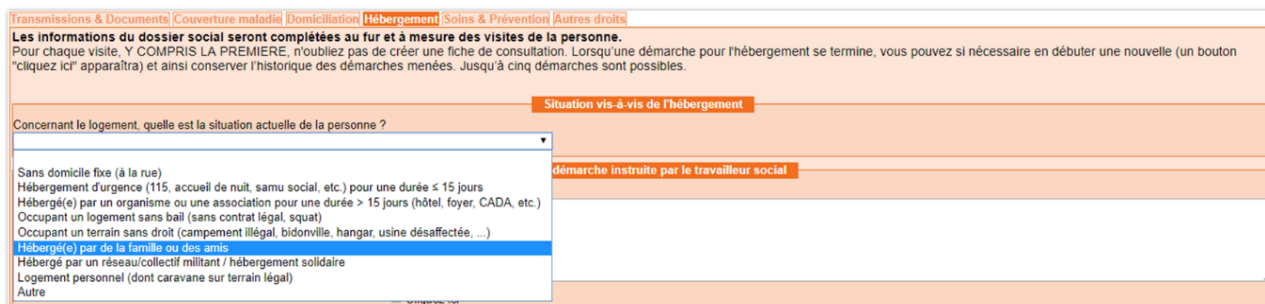 Transmissions & Documents Couverture maladie Domiciliation Hébergement Soins & Prévention Autres droits
Les informations du dossier social seront complétées au fur et à mesure des visites de la personne.
Pour chaque visite, Y COMPRIS LA PREMIERE, n'oubliez pas de créer une fiche de consultation. Lorsqu'une démarche pour l'hébergement se termine, vous pouvez si nécessaire en débuter une nouvelle (un bouton
"cliquez ici" apparaîtra) et ainsi conserver l'historique des démarches menées. Jusqu'à cinq démarches sont possibles.
Situation vis-à-vis de l'hébergement
Concernant le logement, quelle est la situation actuelle de la personne ?
démarche instruite par le travailleur social
Sans domicile fixe (à la rue)
Hébergement d'urgence (115, accueil de nuit, samu social, etc.) pour une durée ≤ 15 jours
Hébergé(e) par un organisme ou une association pour une durée > 15 jours (hôtel, foyer, CADA, etc.)
Occupant un logement sans bail (sans contrat légal, squat)
Occupant un terrain sans droit (campement illégal, bidonville, hangar, usine désaffectée, ...)
Hébergé(e) par de la famille ou des amis
Hébergé par un réseau/collectif militant / hébergement solidaire
Logement personnel (dont caravane sur terrain légal)
Autre